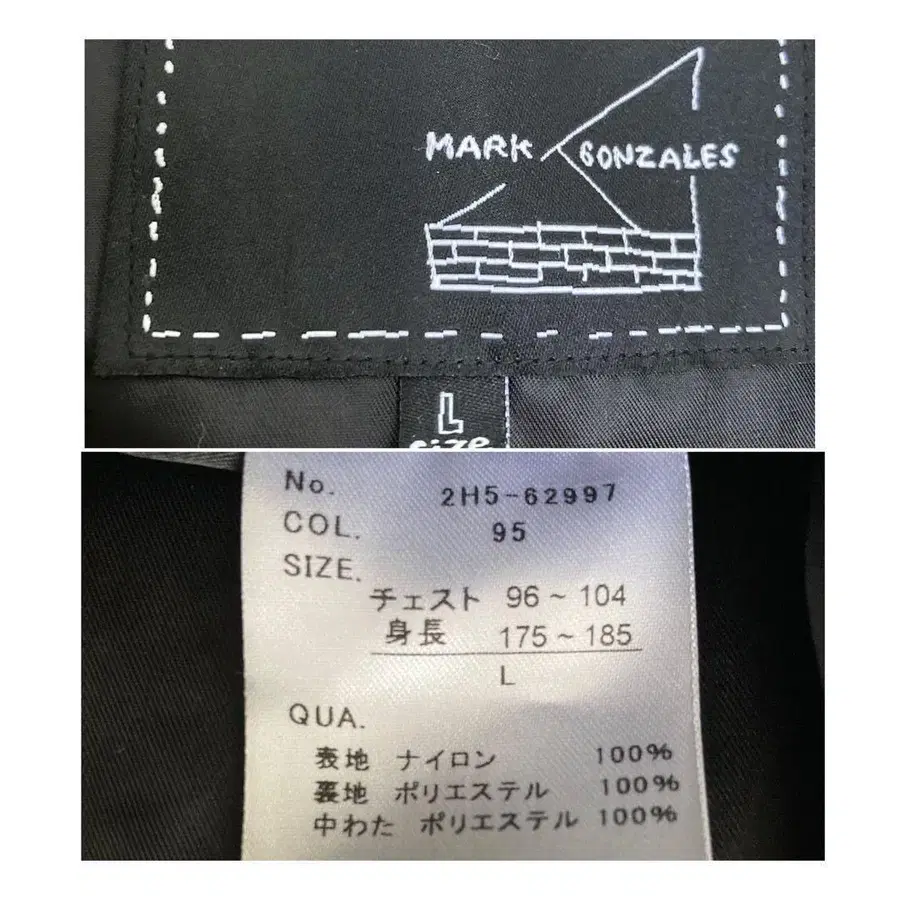 MARK GONZALES
L
size
No. 2H5-62997
COL. 95
SIZE.
チェスト 96~104
身長 175~185
L
QUA.
表地 ナイロン 100%
裏地 ポリエステル 100%
中わた ポリエステル 100%